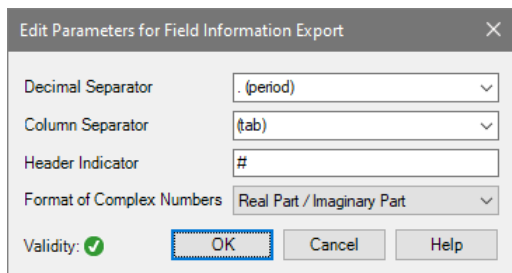 Edit Parameters for Field Information Export
Decimal Separator . (period)
Column Separator (tab)
Header Indicator #
Format of Complex Numbers Real Part / Imaginary Part
Validity: OK Cancel Help